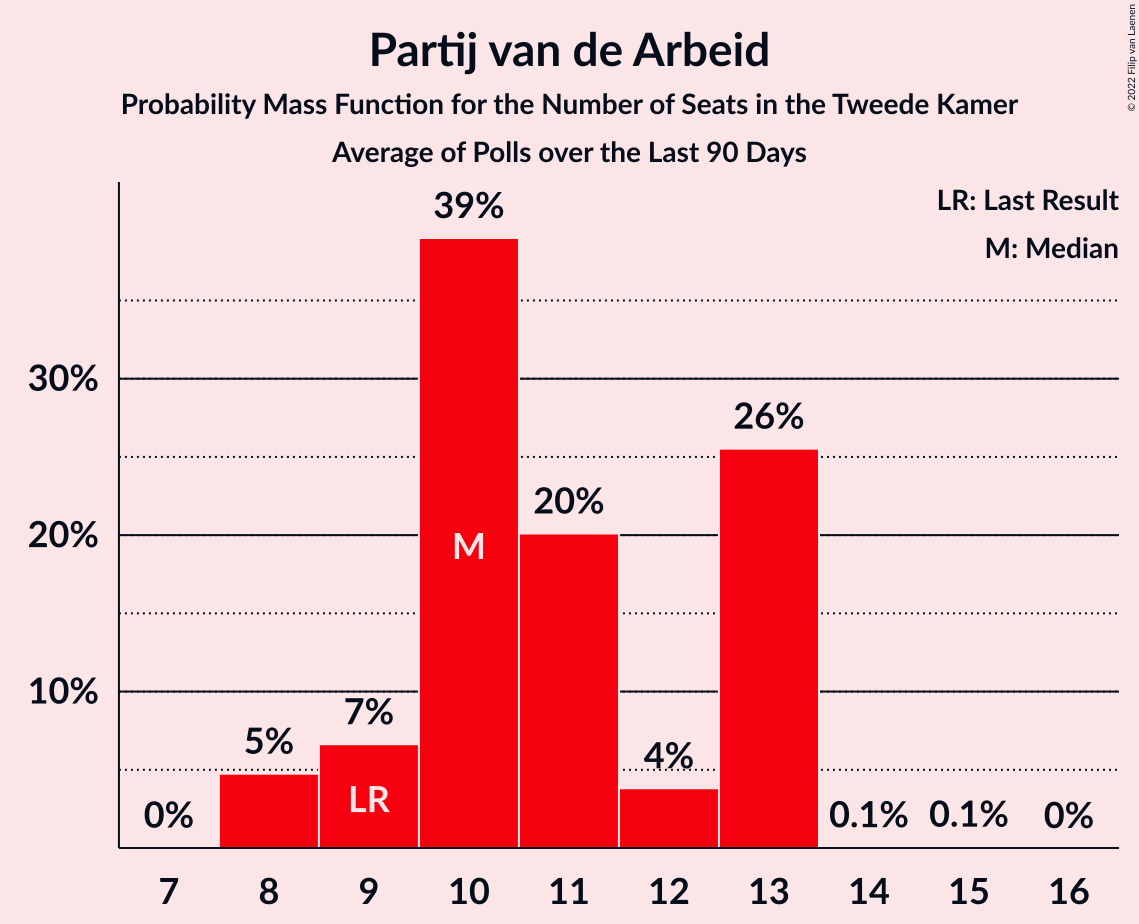 Partij van de Arbeid
Probability Mass Function for the Number of Seats in the Tweede Kamer
Average of Polls over the Last 90 Days
© 2022 Filip van Laenen
LR: Last Result
M: Median
39%
30%
26%
20%
20%
M
10%
7%
5%
4%
LR
0%
0.1%
0.1%
0%
7 8 9 10 11 12 13 14 15 16